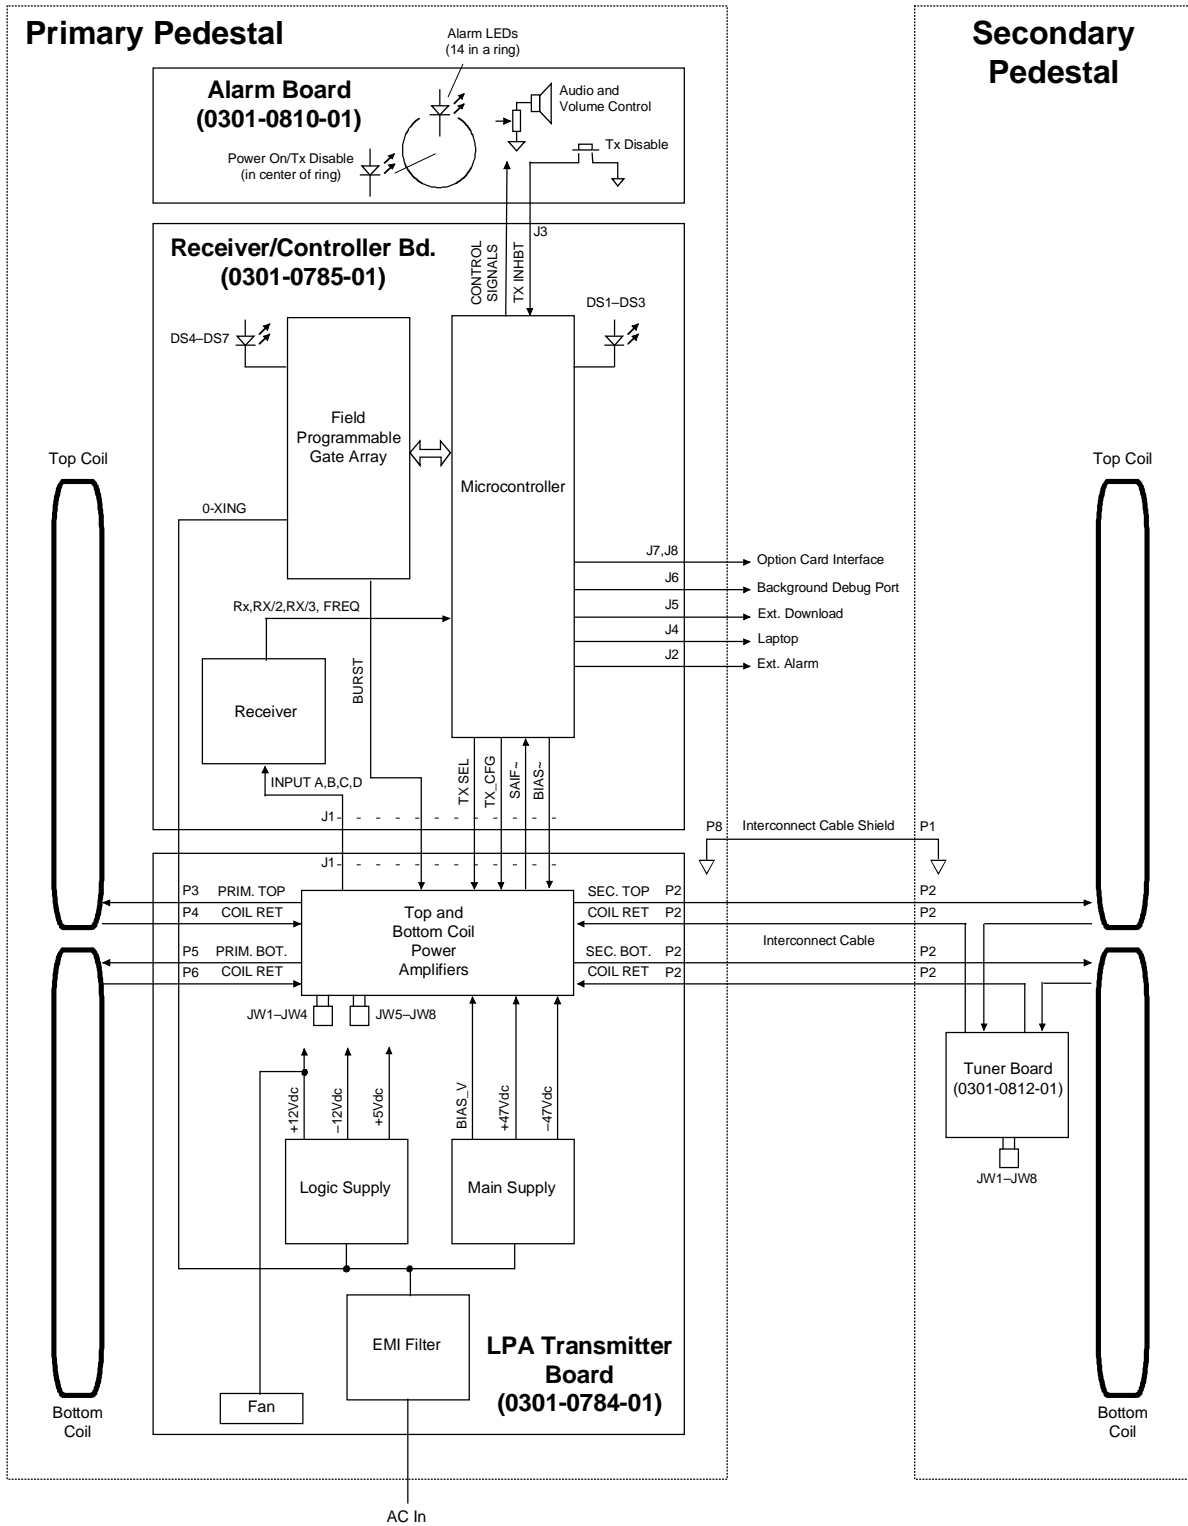 Primary Pedestal
Secondary
Pedestal
Alarm LEDs
(14 in a ring)
Alarm Board
(0301-0810-01)
Audio and
Volume Control
Power On/Tx Disable
(in center of ring)
Tx Disable
Receiver/Controller Bd.
(0301-0785-01)
CONTROL
SIGNALS
TX INHBT
J3
DS4–DS7
DS1–DS3
Field
Programmable
Gate Array
Microcontroller
Top Coil
Top Coil
0-XING
Rx,RX/2,RX/3, FREQ
J7,J8
Option Card Interface
J6
Background Debug Port
J5
Ext. Download
J4
Laptop
J2
Ext. Alarm
Receiver
BURST
INPUT A,B,C,D
TX SEL
TX_CFG
SAIF~
BIAS~
J1
J1
P8
Interconnect Cable Shield
P1
P3
PRIM. TOP
P4
COIL RET
P5
PRIM. BOT.
P6
COIL RET
Top and
Bottom Coil
Power
Amplifiers
SEC. TOP
P2
COIL RET
P2
SEC. BOT.
P2
COIL RET
P2
Interconnect Cable
P2
P2
P2
P2
JW1–JW4
JW5–JW8
+12Vdc
–12Vdc
+5Vdc
BIAS_V
+47Vdc
–47Vdc
Logic Supply
Main Supply
Tuner Board
(0301-0812-01)
JW1–JW8
EMI Filter
LPA Transmitter
Board
(0301-0784-01)
Fan
Bottom
Coil
Bottom
Coil
AC In